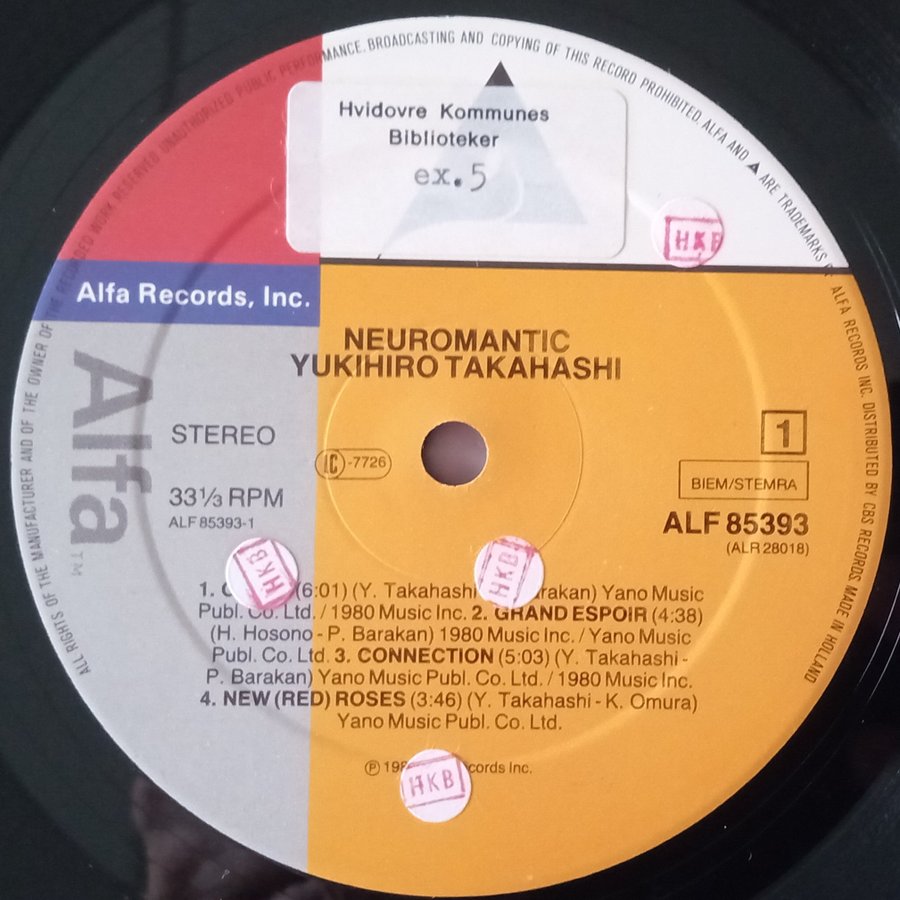 ALL RIGHTS OF THE MANUFACTURER AND OF THE OWNER OF THE RECORDED WORK RESERVED UNAUTHORIZED PUBLIC PERFORMANCE, BROADCASTING AND COPYING OF THIS RECORD PROHIBITED. ALFA AND ▲ ARE TRADEMARKS OF ALFA RECORDS INC. DISTRIBUTED BY CBS RECORDS. MADE IN HOLLAND
Hvidovre Kommunes
Biblioteker
ex.5
HKB
Alfa Records, Inc.
NEUROMANTIC
YUKIHIRO TAKAHASHI
Alfa TM
STEREO
33⅓ RPM
ALF 85393-1
LC -7726
1
BIEM/STEMRA
ALF 85393
(ALR 28018)
HKB
HKB
1. (6:01) (Y. Takahashi Barakan) Yano Music
Publ. Co. Ltd. / 1980 Music Inc. 2. GRAND ESPOIR (4:38)
(H. Hosono - P. Barakan) 1980 Music Inc. / Yano Music
Publ. Co. Ltd. 3. CONNECTION (5:03) (Y. Takahashi -
P. Barakan) Yano Music Publ. Co. Ltd. / 1980 Music Inc.
4. NEW (RED) ROSES (3:46) (Y. Takahashi - K. Omura)
Yano Music Publ. Co. Ltd.
℗ Inc.
HKB